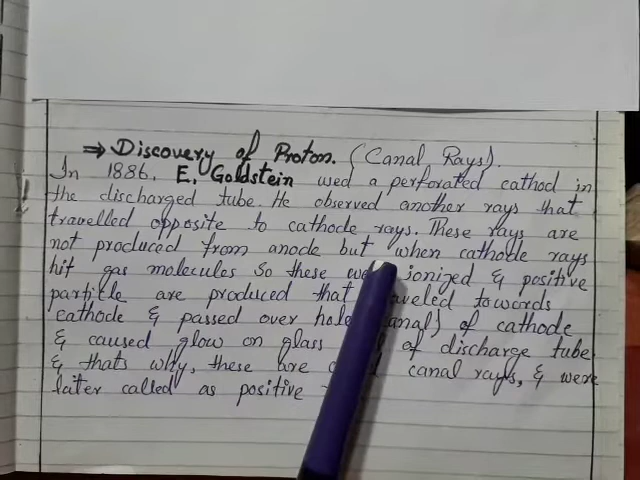 ⇒ Discovery of Proton. (Canal Rays).
In 1886, E. Goldstein used a perforated cathod in
the discharged tube. He observed another rays that
travelled opposite to cathode rays. These rays are
not produced from anode but when cathode rays
hit gas molecules so these ionized & positive
particle are produced that towords
cathode & passed over of cathode
& caused glow on glass of discharge tube
& thats why, these are canal rays, & were
later called as positive